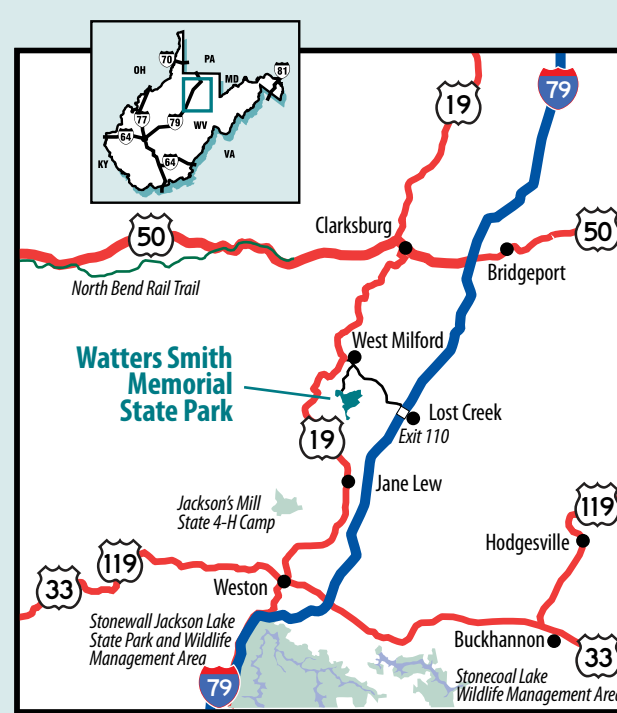 70
PA
OH
MD
81
77
79
WV
64
KY
64
VA
19
79
50
Clarksburg
50
Bridgeport
North Bend Rail Trail
West Milford
Watters Smith
Memorial
State Park
Lost Creek
Exit 110
19
Jane Lew
Jackson's Mill
State 4-H Camp
119
Hodgesville
119
33
Weston
Stonewall Jackson Lake
State Park and Wildlife
Management Area
Buckhannon
33
Stonecoal Lake
Wildlife Management Area
79